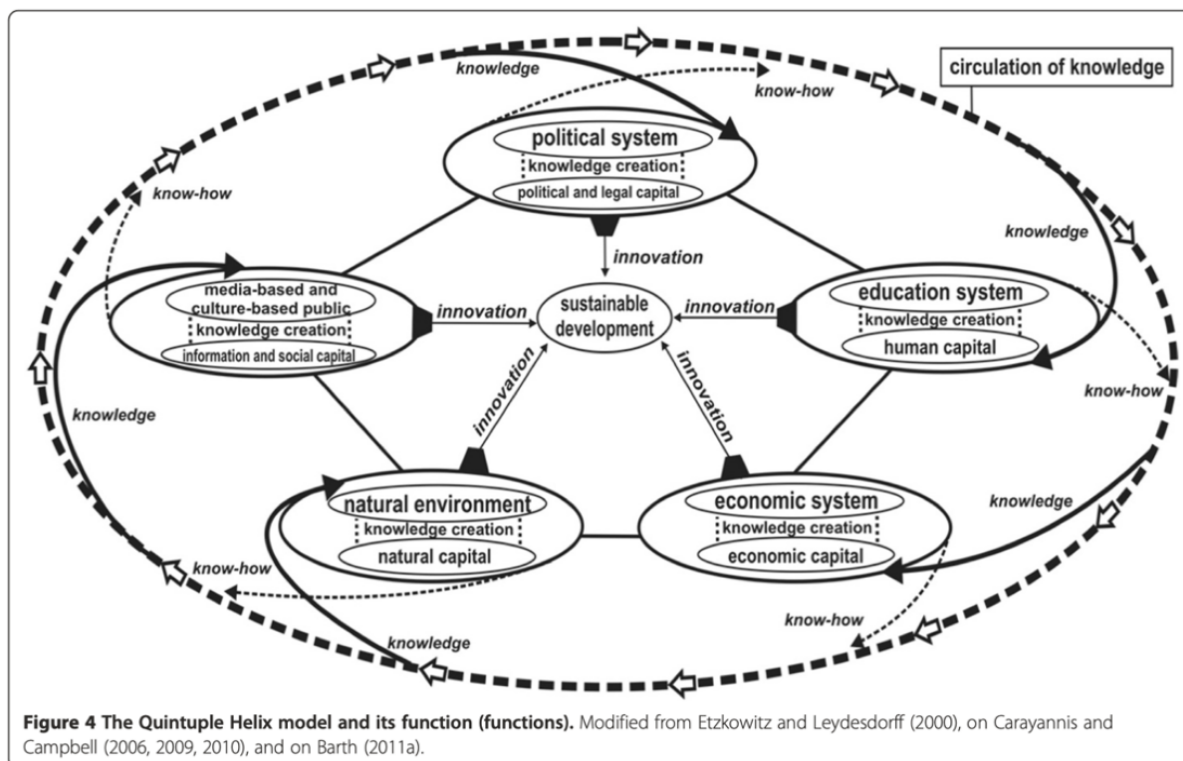 knowledge
circulation of knowledge
know-how
political system
knowledge creation
political and legal capital
know-how
knowledge
innovation
media-based and
culture-based public
knowledge creation
information and social capital
innovation
sustainable
development
innovation
education system
knowledge creation
human capital
know-how
knowledge
innovation
innovation
natural environment
knowledge creation
natural capital
economic system
knowledge creation
economic capital
knowledge
know-how
know-how
knowledge
Figure 4 The Quintuple Helix model and its function (functions). Modified from Etzkowitz and Leydesdorff (2000), on Carayannis and
Campbell (2006, 2009, 2010), and on Barth (2011a).